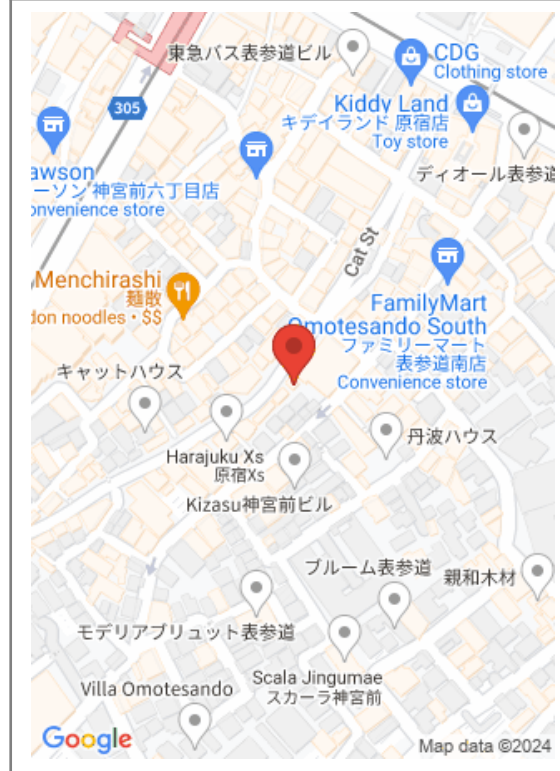 東急バス表参道ビル
CDG
Clothing store
Kiddy Land
キデイランド 原宿店
Toy store
305
ディオール表参道
awson
ーソン 神宮前六丁目店
onvenience store
Cat St
Menchirashi
麺散
don noodles • $$
FamilyMart
Omotesando South
ファミリーマート
表参道南店
Convenience store
キャットハウス
丹波ハウス
Harajuku Xs
原宿Xs
Kizasu神宮前ビル
ブルーム表参道
親和木材
モデリアブリュット表参道
Scala Jingumae
スカーラ神宮前
Villa Omotesando
Google
Map data ©2024